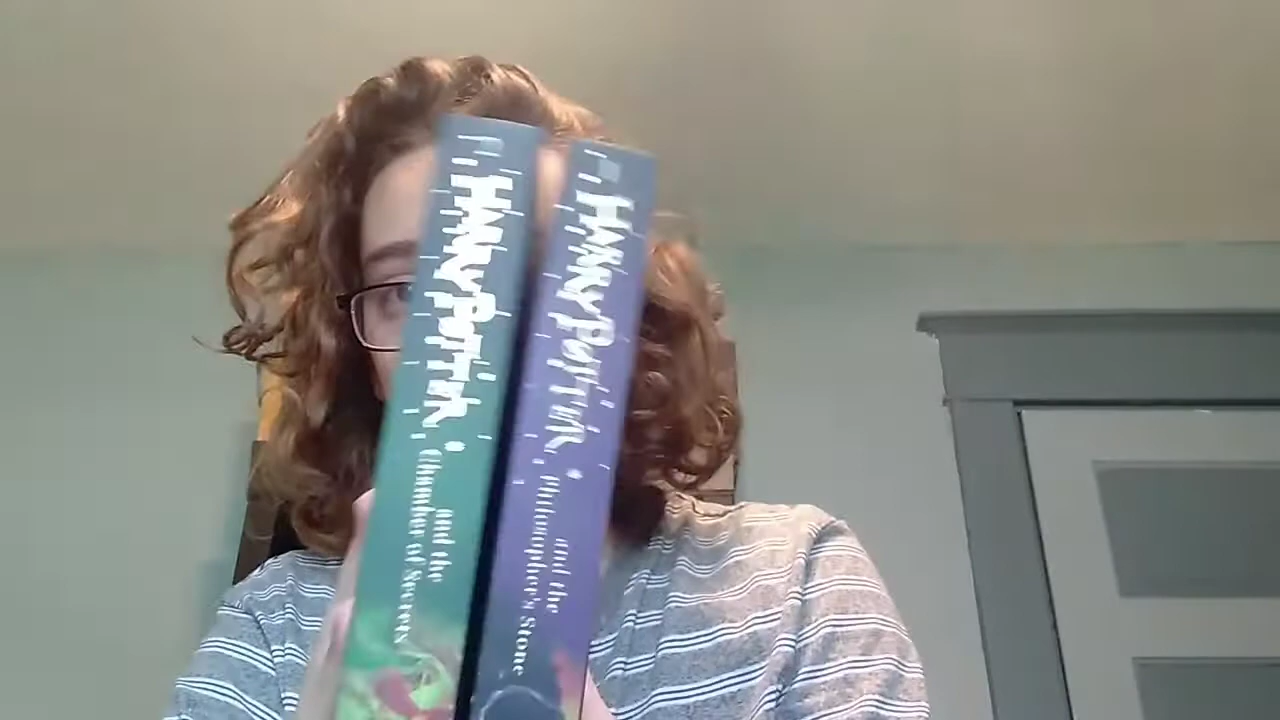 HARRY POTTER
and the
Chamber of Secrets
HARRY POTTER
and the
Philosopher's Stone